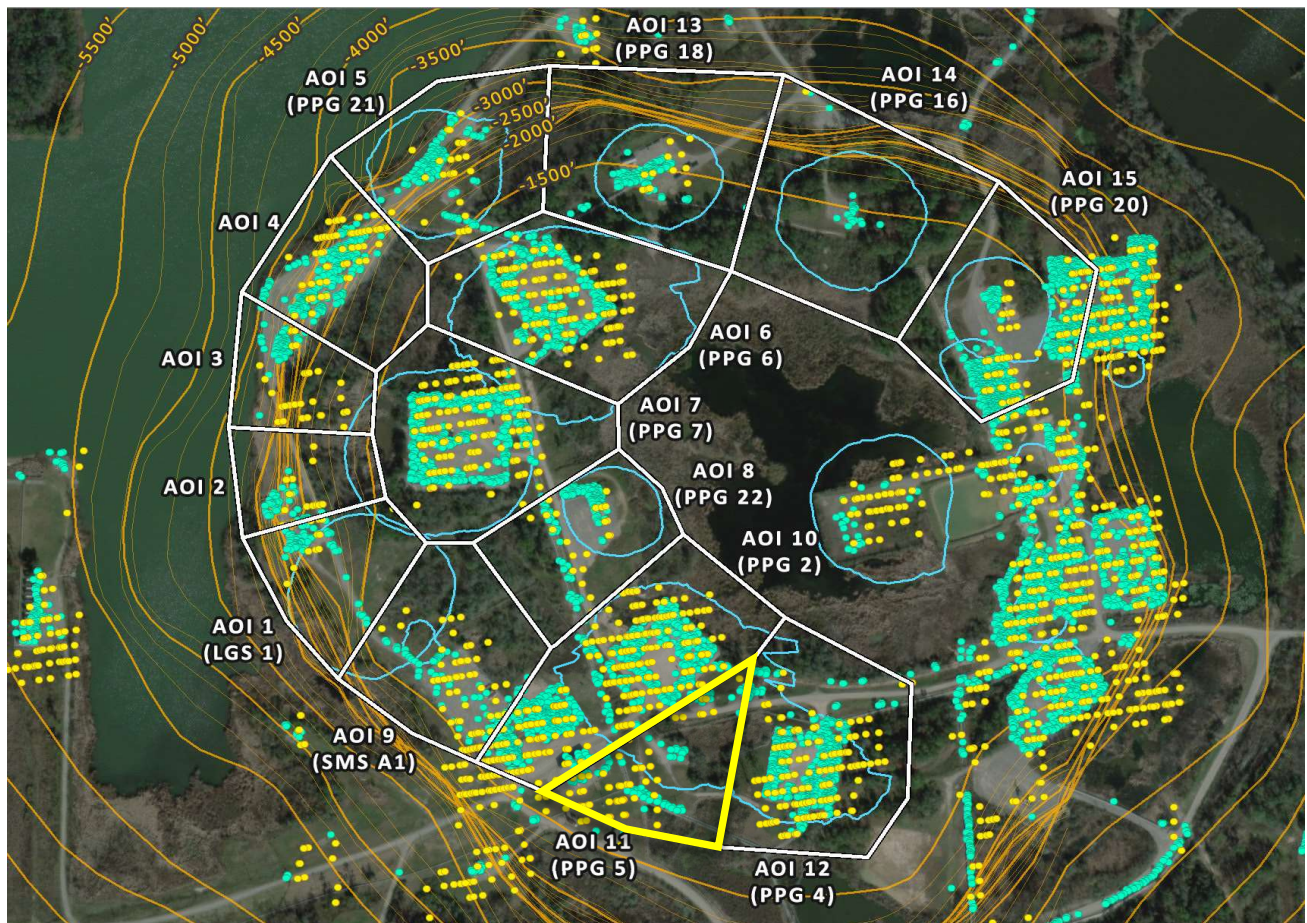 -5500'
-5000'
-4500'
-4000'
-3500'
-3000'
-2500'
-2000'
-1500'
AOI 13
(PPG 18)
AOI 5
(PPG 21)
AOI 14
(PPG 16)
AOI 15
(PPG 20)
AOI 4
AOI 3
AOI 6
(PPG 6)
AOI 7
(PPG 7)
AOI 8
(PPG 22)
AOI 2
AOI 10
(PPG 2)
AOI 1
(LGS 1)
AOI 9
(SMS A1)
AOI 11
(PPG 5)
AOI 12
(PPG 4)